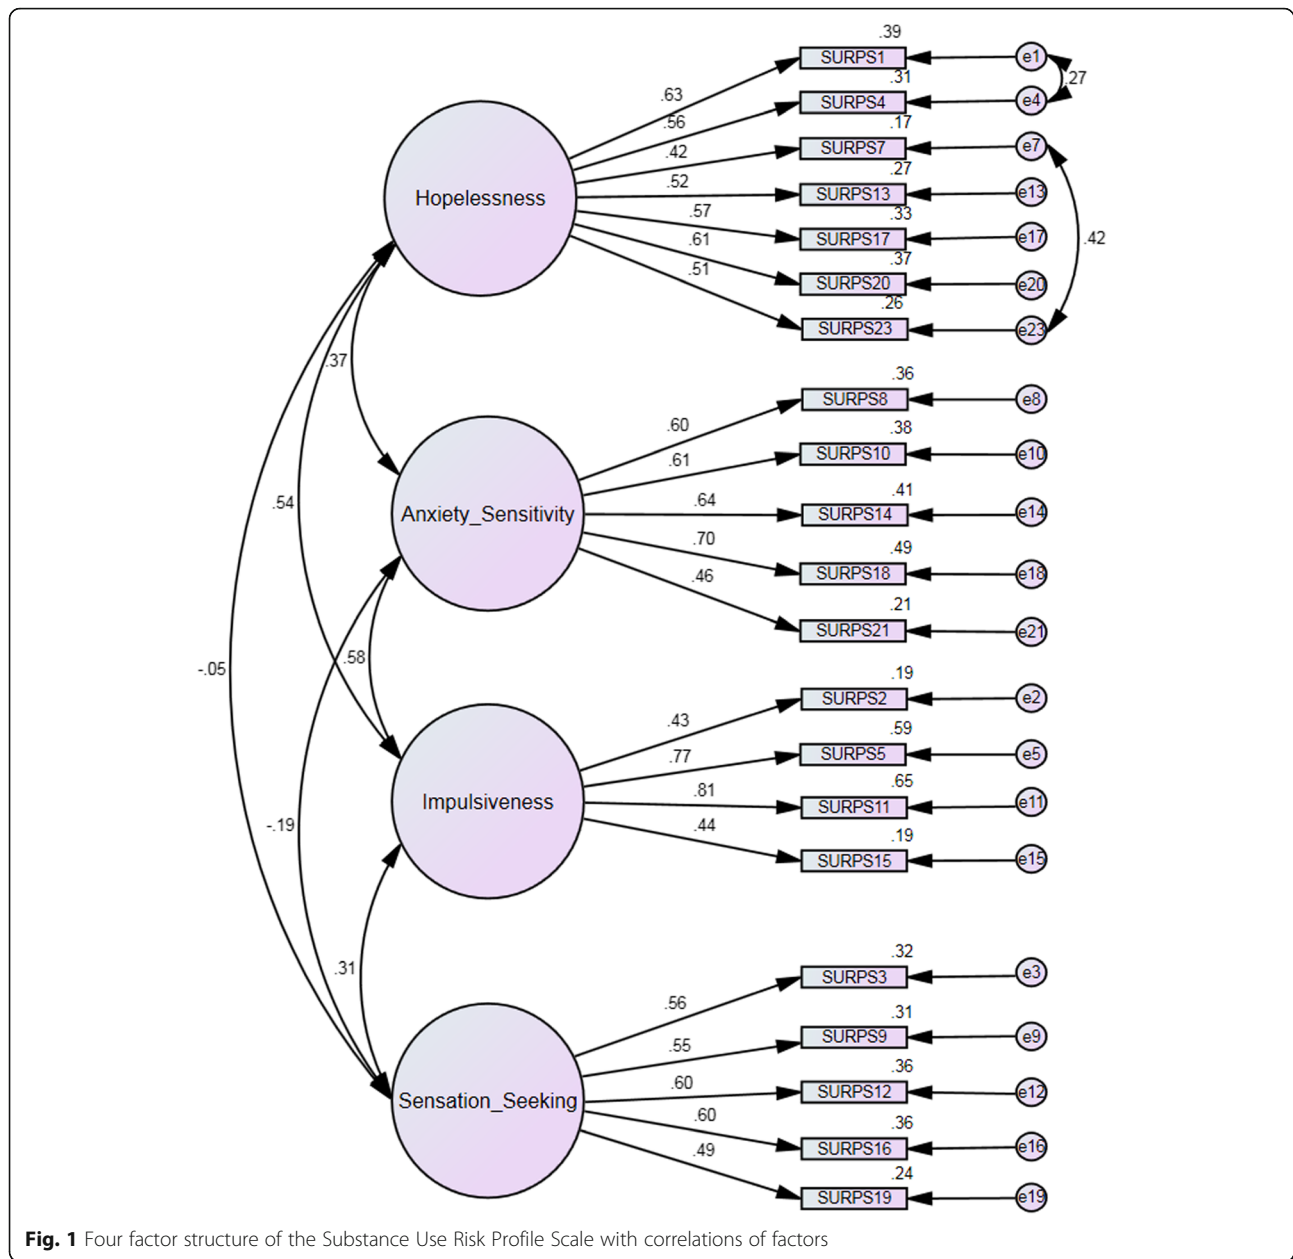 .39
SURPS1
e1
.31
.27
.63
SURPS4
e4
.56
.17
SURPS7
e7
.42
.27
.52
SURPS13
e13
Hopelessness
.57
.33
SURPS17
e17
.42
.61
.37
SURPS20
e20
.51
.26
SURPS23
e23
.37
.36
SURPS8
e8
.60
.38
SURPS10
e10
.61
.54
.41
.64
Anxiety_Sensitivity
SURPS14
e14
.70
.49
SURPS18
e18
.46
.21
SURPS21
e21
-.05
.58
.19
SURPS2
e2
.43
.59
SURPS5
e5
.77
.65
.81
Impulsiveness
SURPS11
e11
-.19
.44
.19
SURPS15
e15
.31
.32
SURPS3
e3
.56
.31
SURPS9
e9
.55
.36
.60
Sensation_Seeking
SURPS12
e12
.60
.36
SURPS16
e16
.49
.24
SURPS19
e19
Fig. 1 Four factor structure of the Substance Use Risk Profile Scale with correlations of factors